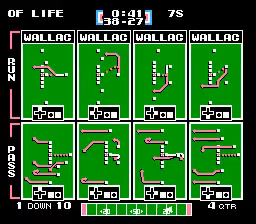 OF LIFE 0:41 7S
38-27
WALLAC WALLAC WALLAC WALLAC
RUN
PASS
1 DOWN 10 4 QTR